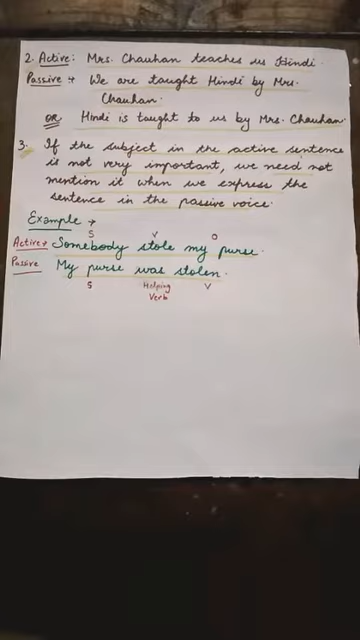 2. Active: Mrs. Chauhan teaches us Hindi.
Passive → We are taught Hindi by Mrs.
Chauhan.
OR Hindi is taught to us by Mrs. Chauhan.
3. If the subject in the active sentence
is not very important, we need not
mention it when we express the
sentence in the passive voice.
Example →
S V O
Active → Somebody stole my purse.
Passive My purse was stolen.
S Helping V
Verb